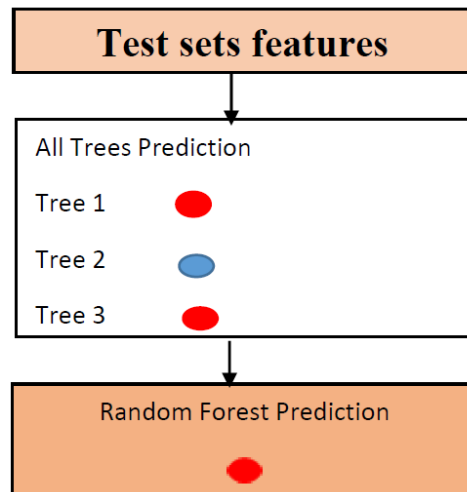 Test sets features
All Trees Prediction
Tree 1
Tree 2
Tree 3
Random Forest Prediction